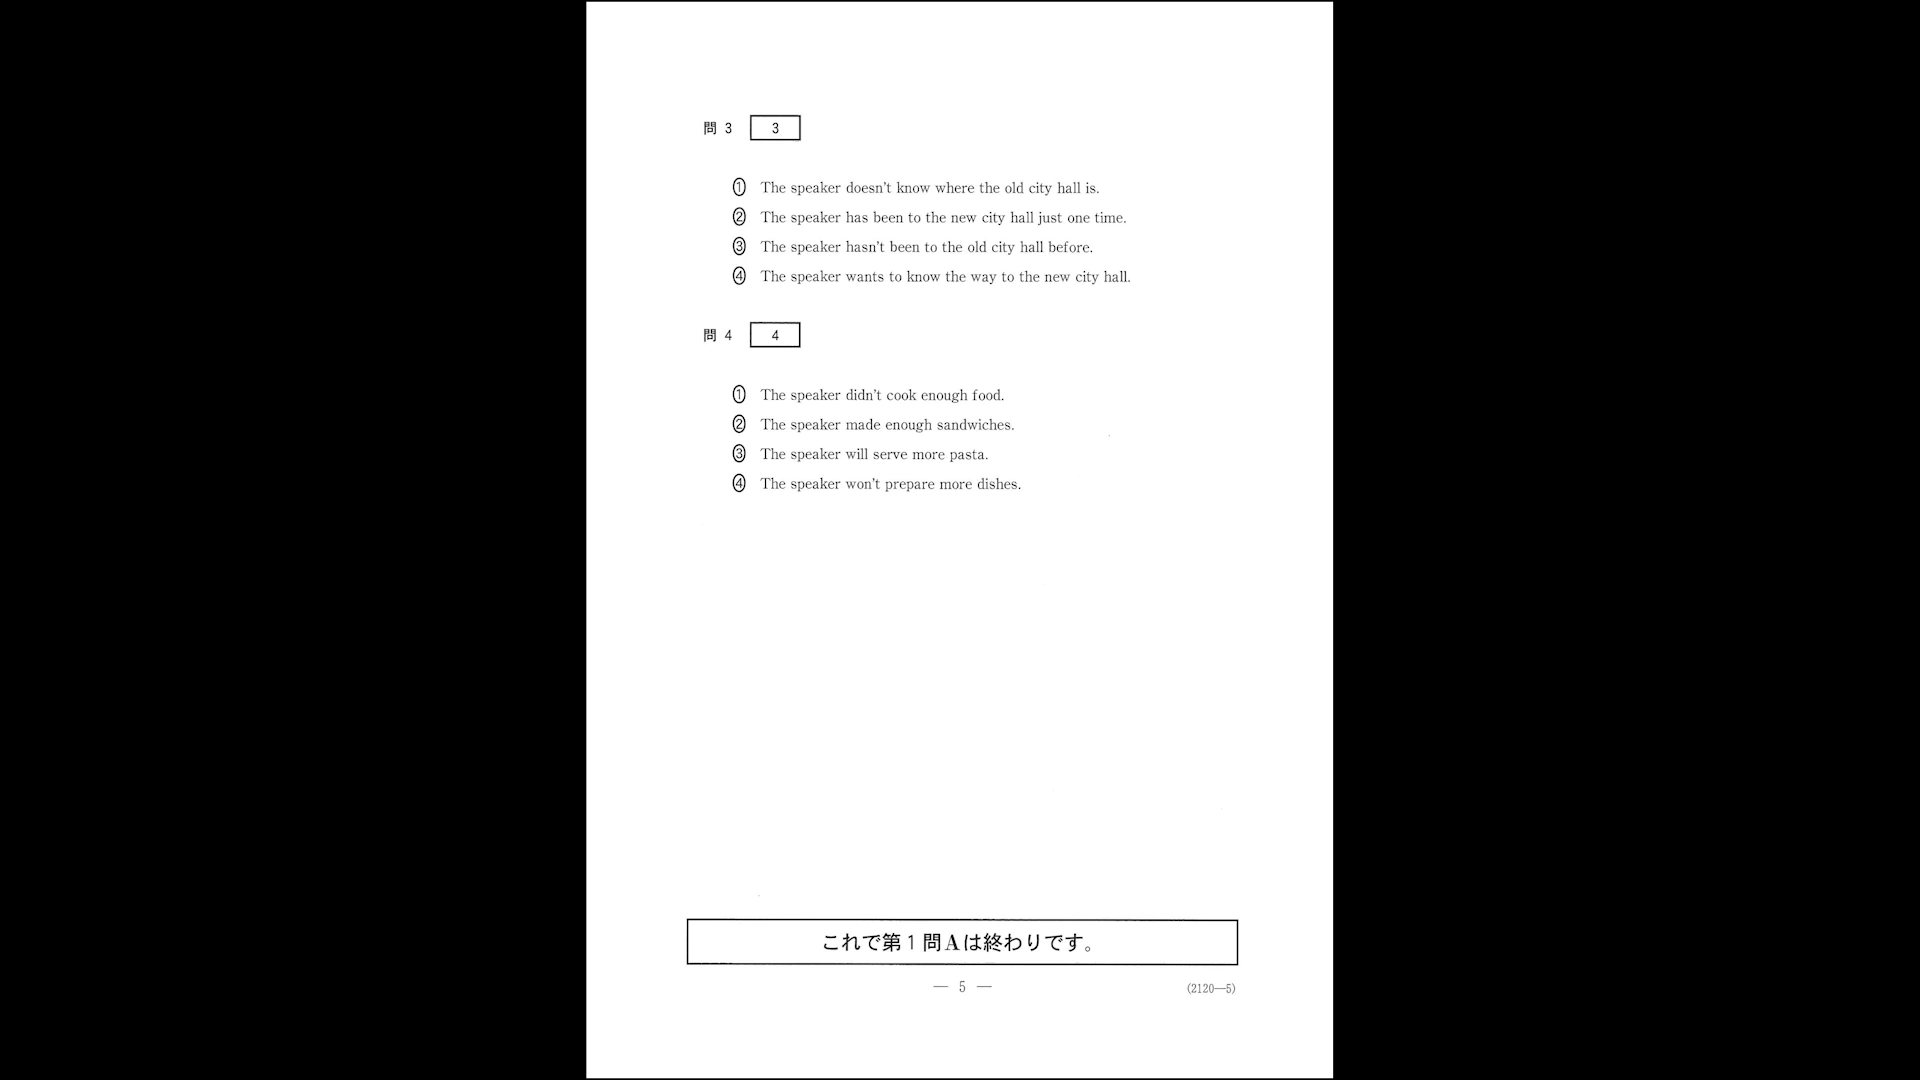 問 3 3
① The speaker doesn't know where the old city hall is.
② The speaker has been to the new city hall just one time.
③ The speaker hasn't been to the old city hall before.
④ The speaker wants to know the way to the new city hall.
問 4 4
① The speaker didn't cook enough food.
② The speaker made enough sandwiches.
③ The speaker will serve more pasta.
④ The speaker won't prepare more dishes.
これで第1問Aは終わりです。
— 5 —
(2120—5)